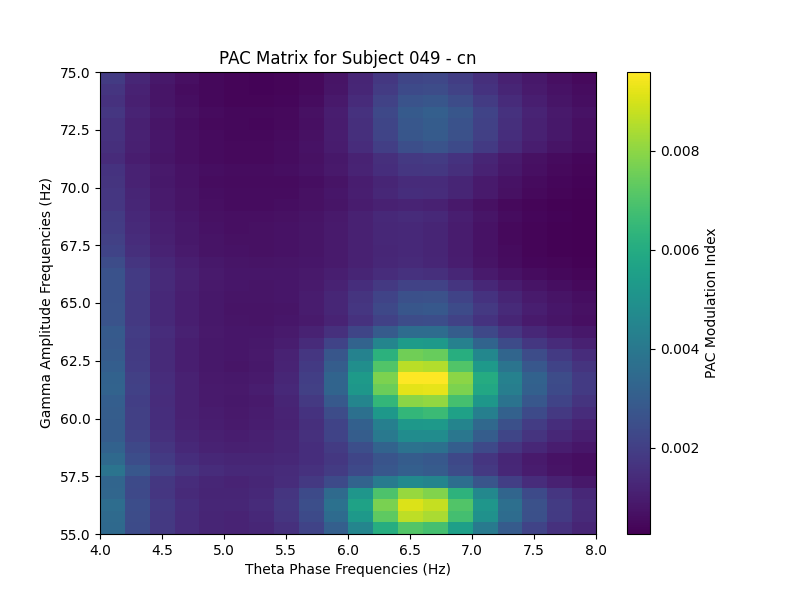 PAC Matrix for Subject 049 - cn
75.0
72.5
70.0
67.5
65.0
62.5
60.0
57.5
55.0
Gamma Amplitude Frequencies (Hz)
4.0 4.5 5.0 5.5 6.0 6.5 7.0 7.5 8.0
Theta Phase Frequencies (Hz)
0.008
0.006
0.004
0.002
PAC Modulation Index